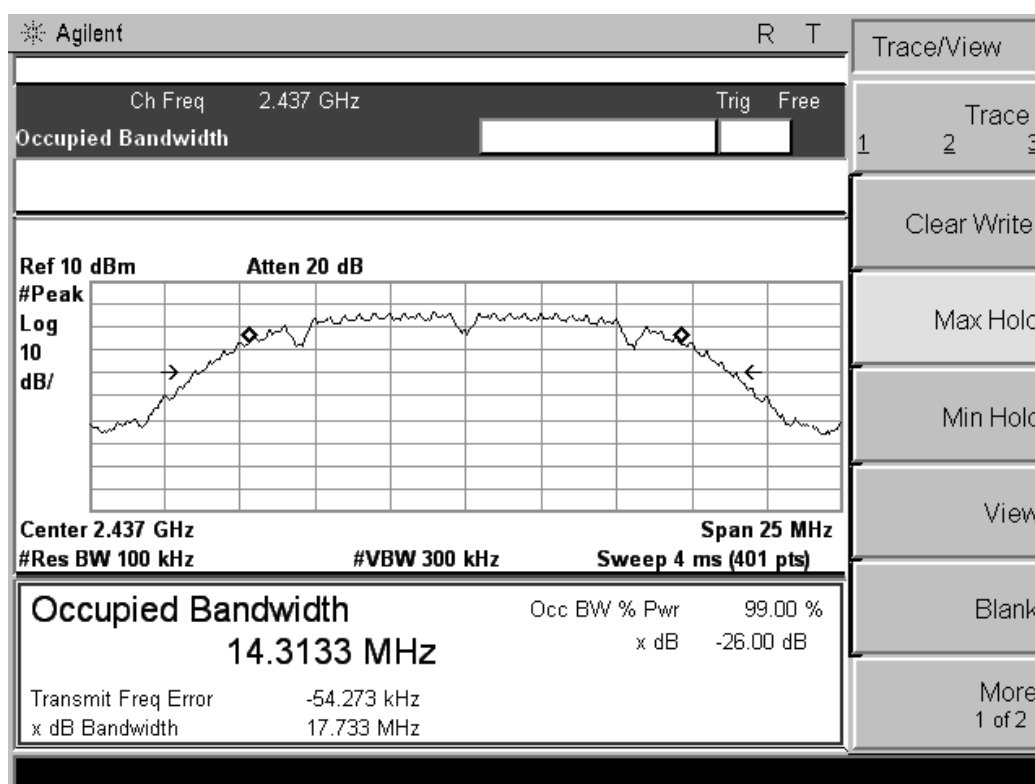 Agilent R T
Ch Freq 2.437 GHz Trig Free
Occupied Bandwidth
Ref 10 dBm Atten 20 dB
#Peak
Log
10
dB/
Center 2.437 GHz Span 25 MHz
#Res BW 100 kHz #VBW 300 kHz Sweep 4 ms (401 pts)
Occupied Bandwidth
14.3133 MHz
Occ BW % Pwr 99.00 %
x dB -26.00 dB
Transmit Freq Error -54.273 kHz
x dB Bandwidth 17.733 MHz
Trace/View
Trace
1 2 3
Clear Write
Max Hold
Min Hold
View
Blank
More
1 of 2